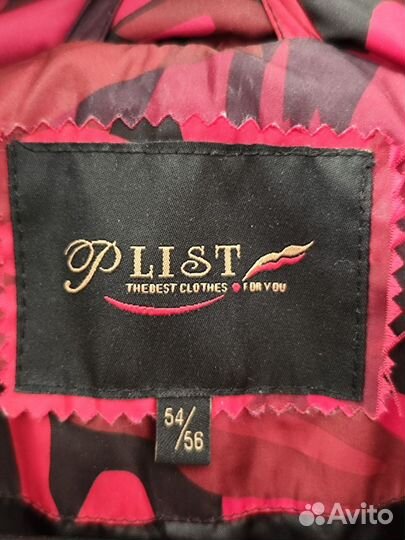 PLIST
THEBEST CLOTHES FOR YOU
54/56
Avito